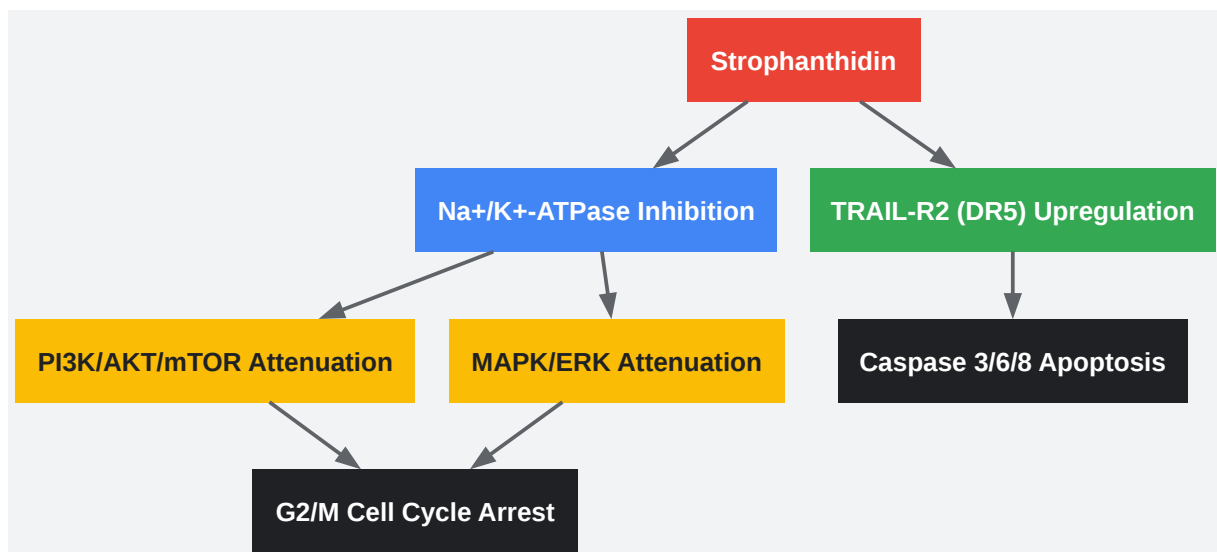 Strophanthidin
Na+/K+-ATPase Inhibition
TRAIL-R2 (DR5) Upregulation
PI3K/AKT/mTOR Attenuation
MAPK/ERK Attenuation
Caspase 3/6/8 Apoptosis
G2/M Cell Cycle Arrest